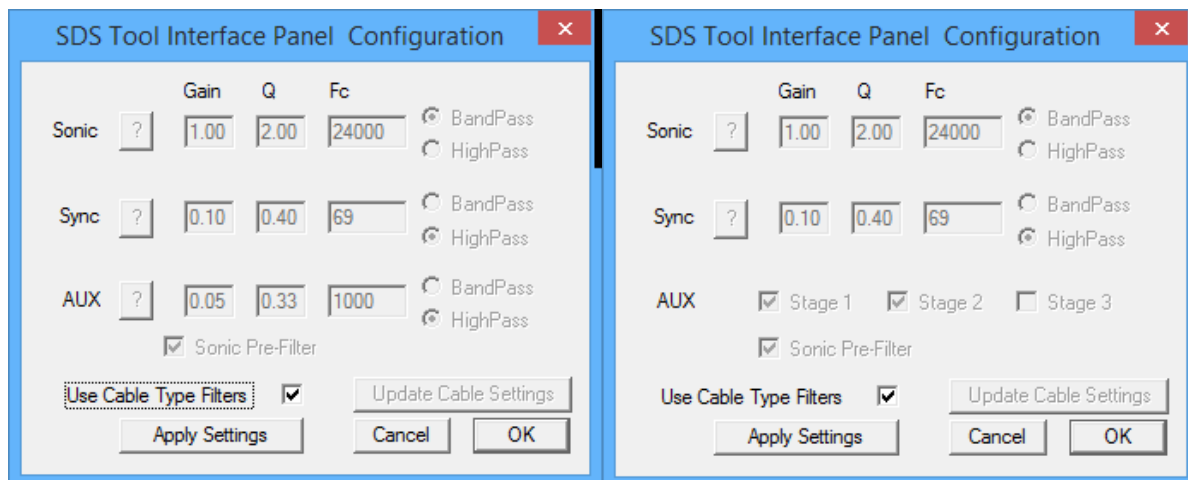 SDS Tool Interface Panel Configuration
Gain Q Fc
Sonic ? 1.00 2.00 24000 BandPass
HighPass
Sync ? 0.10 0.40 69 BandPass
HighPass
AUX ? 0.05 0.33 1000 BandPass
HighPass
Sonic Pre-Filter
Use Cable Type Filters Update Cable Settings
Apply Settings Cancel OK
SDS Tool Interface Panel Configuration
Gain Q Fc
Sonic ? 1.00 2.00 24000 BandPass
HighPass
Sync ? 0.10 0.40 69 BandPass
HighPass
AUX Stage 1 Stage 2 Stage 3
Sonic Pre-Filter
Use Cable Type Filters Update Cable Settings
Apply Settings Cancel OK